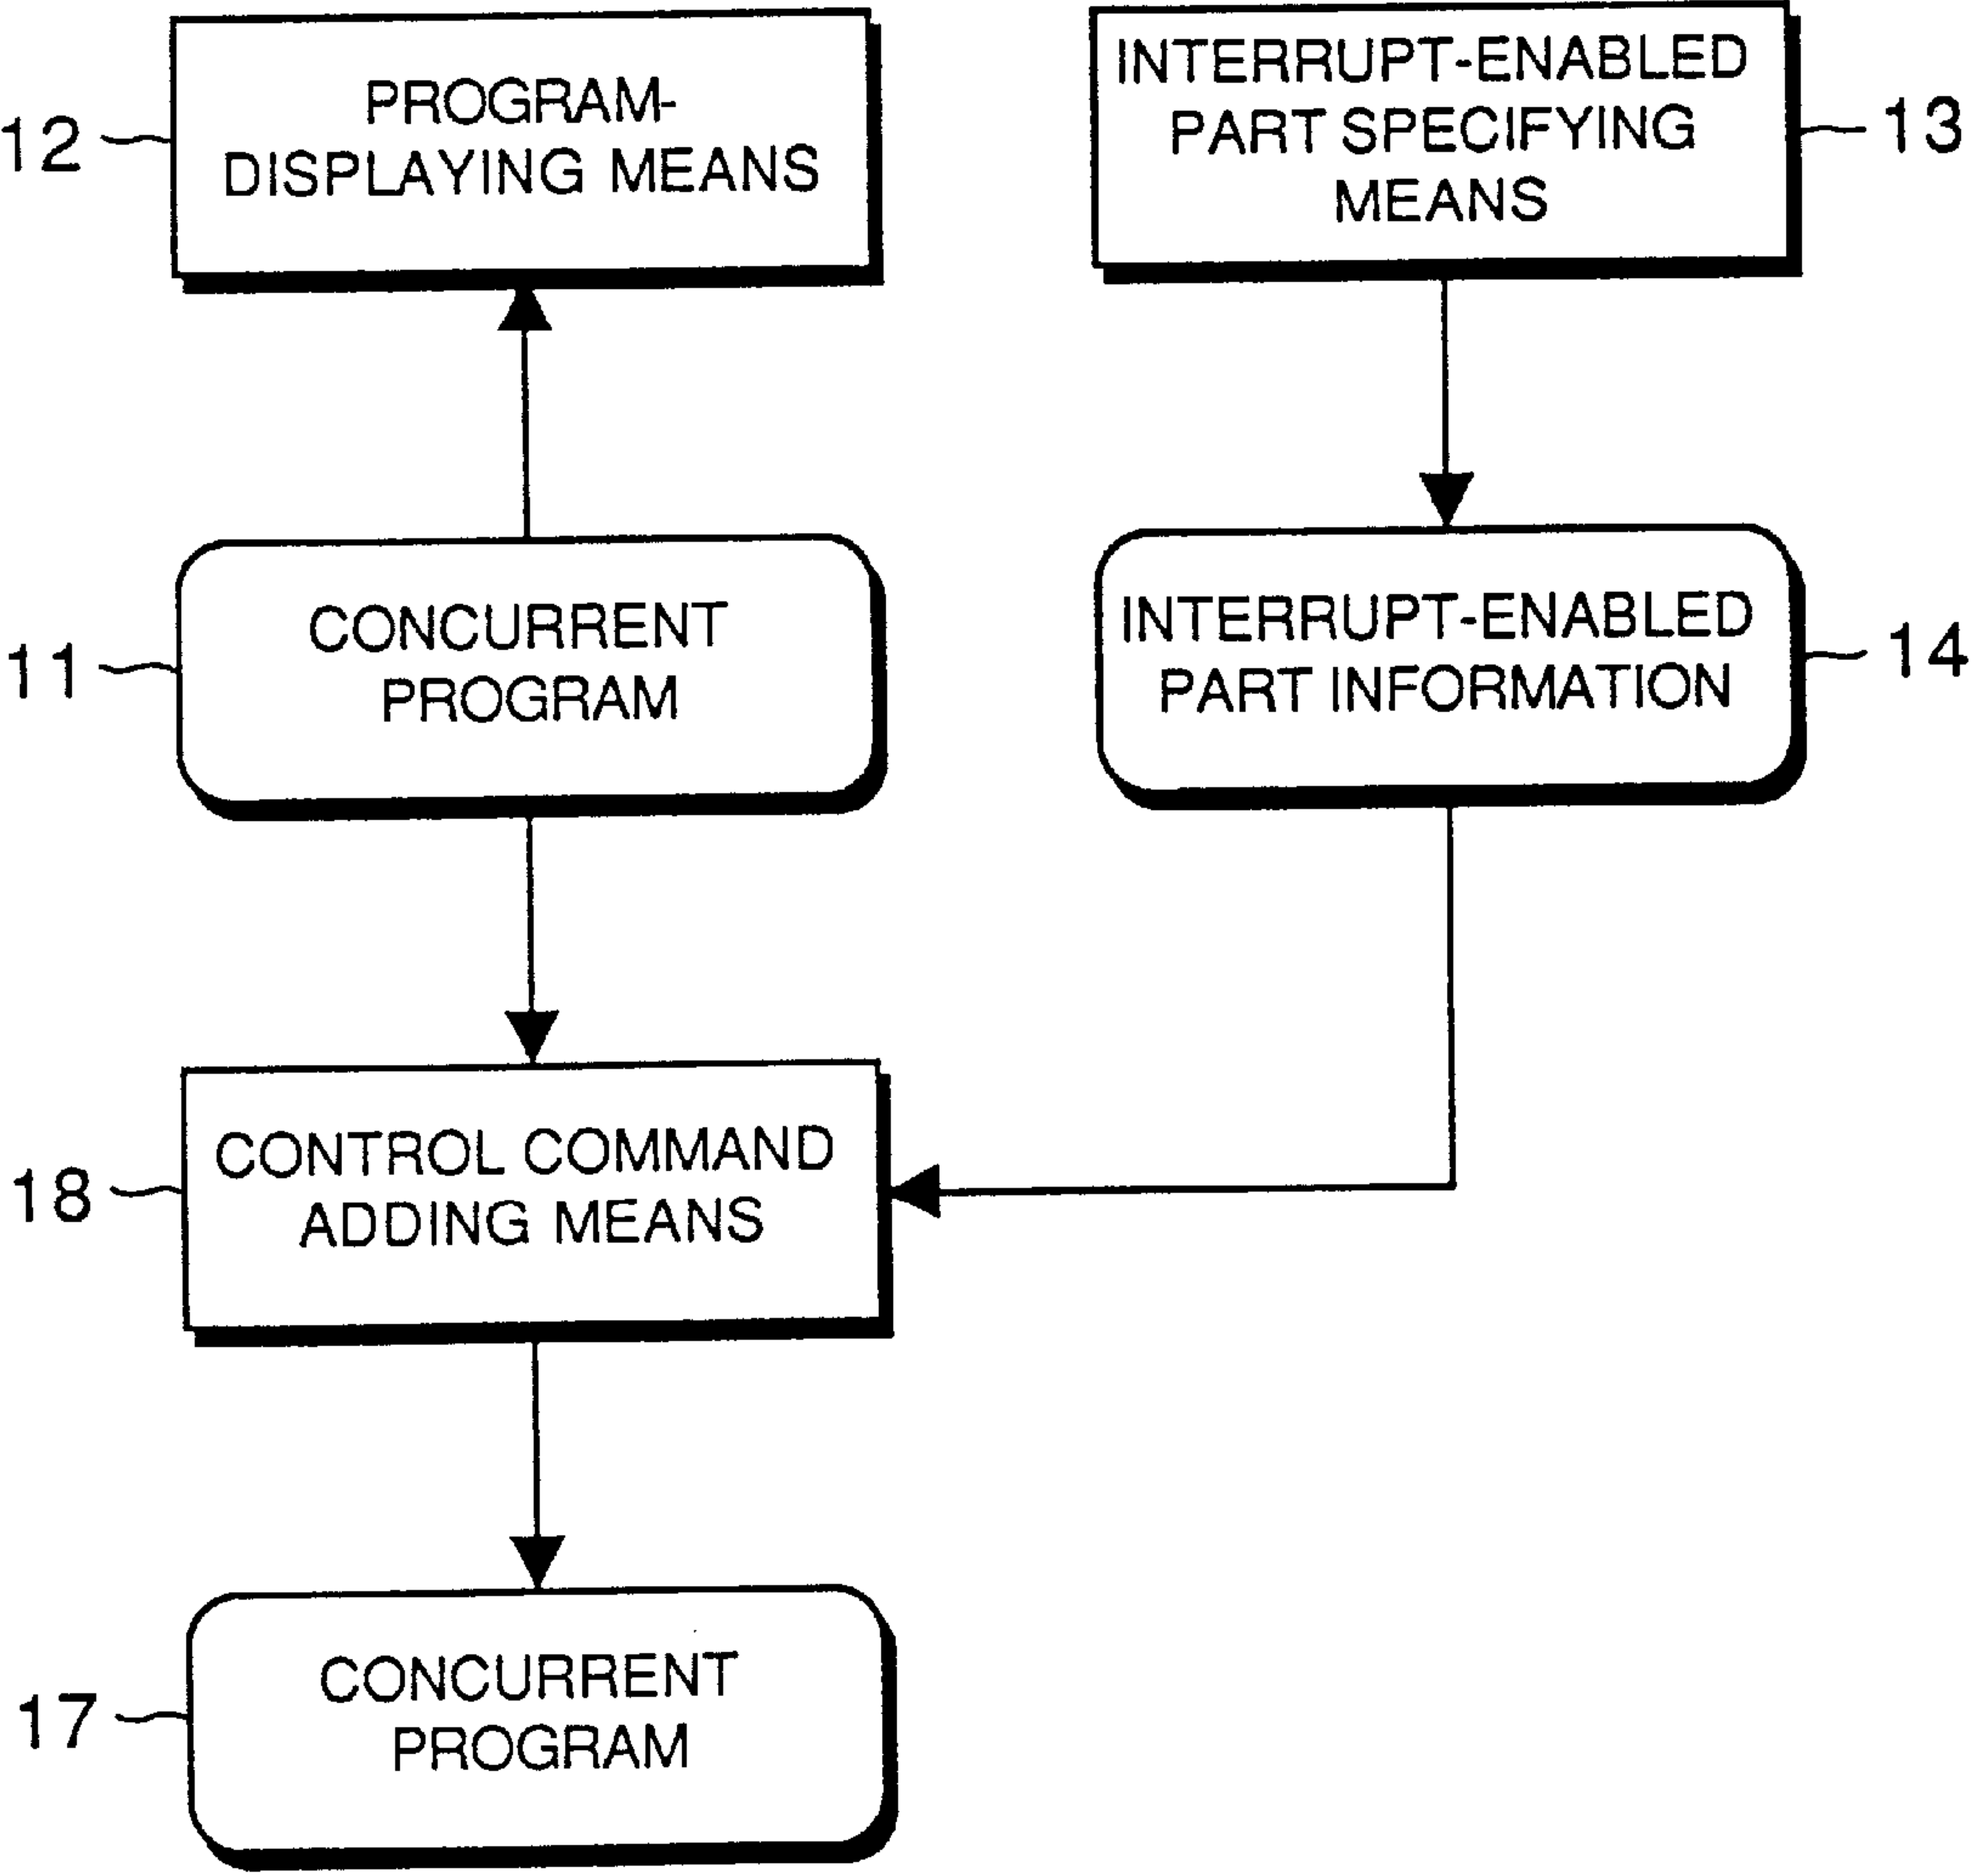 12
PROGRAM-
DISPLAYING MEANS
INTERRUPT-ENABLED
PART SPECIFYING
MEANS
13
11
CONCURRENT
PROGRAM
INTERRUPT-ENABLED
PART INFORMATION
14
18
CONTROL COMMAND
ADDING MEANS
17
CONCURRENT
PROGRAM